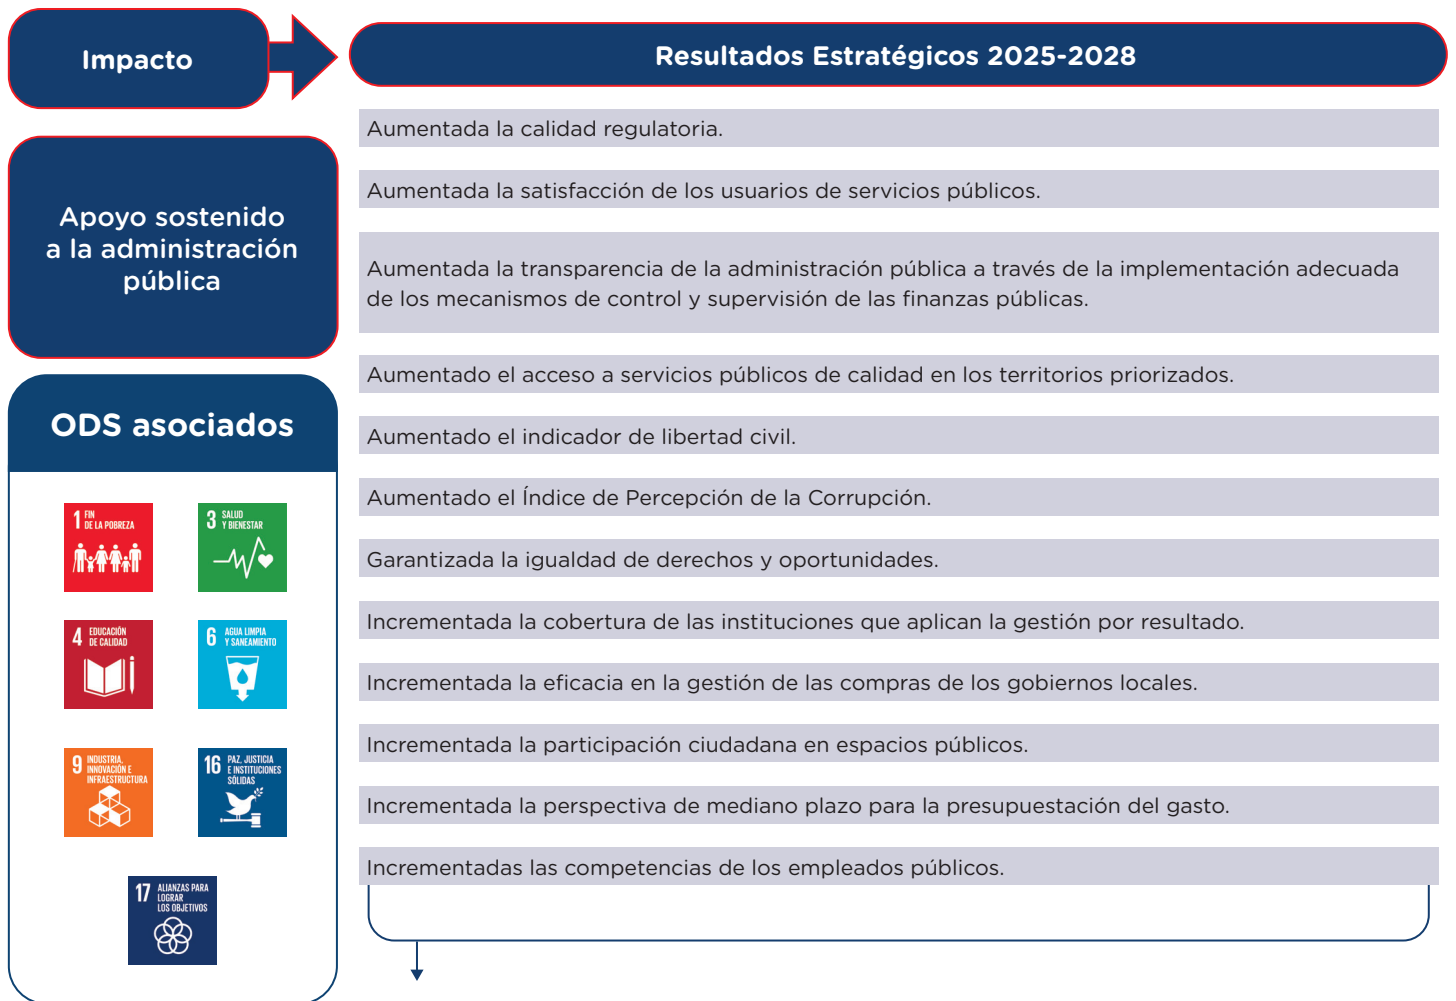 Impacto
Resultados Estratégicos 2025-2028
Apoyo sostenido
a la administración
pública
Aumentada la calidad regulatoria.
Aumentada la satisfacción de los usuarios de servicios públicos.
Aumentada la transparencia de la administración pública a través de la implementación adecuada
de los mecanismos de control y supervisión de las finanzas públicas.
Aumentado el acceso a servicios públicos de calidad en los territorios priorizados.
Aumentado el indicador de libertad civil.
Aumentado el Índice de Percepción de la Corrupción.
Garantizada la igualdad de derechos y oportunidades.
Incrementada la cobertura de las instituciones que aplican la gestión por resultado.
Incrementada la eficacia en la gestión de las compras de los gobiernos locales.
Incrementada la participación ciudadana en espacios públicos.
Incrementada la perspectiva de mediano plazo para la presupuestación del gasto.
Incrementadas las competencias de los empleados públicos.
ODS asociados
1 FIN
DE LA POBREZA
3 SALUD
Y BIENESTAR
4 EDUCACIÓN
DE CALIDAD
6 AGUA LIMPIA
Y SANEAMIENTO
9 INDUSTRIA,
INNOVACIÓN E
INFRAESTRUCTURA
16 PAZ, JUSTICIA
E INSTITUCIONES
SÓLIDAS
17 ALIANZAS PARA
LOGRAR
LOS OBJETIVOS